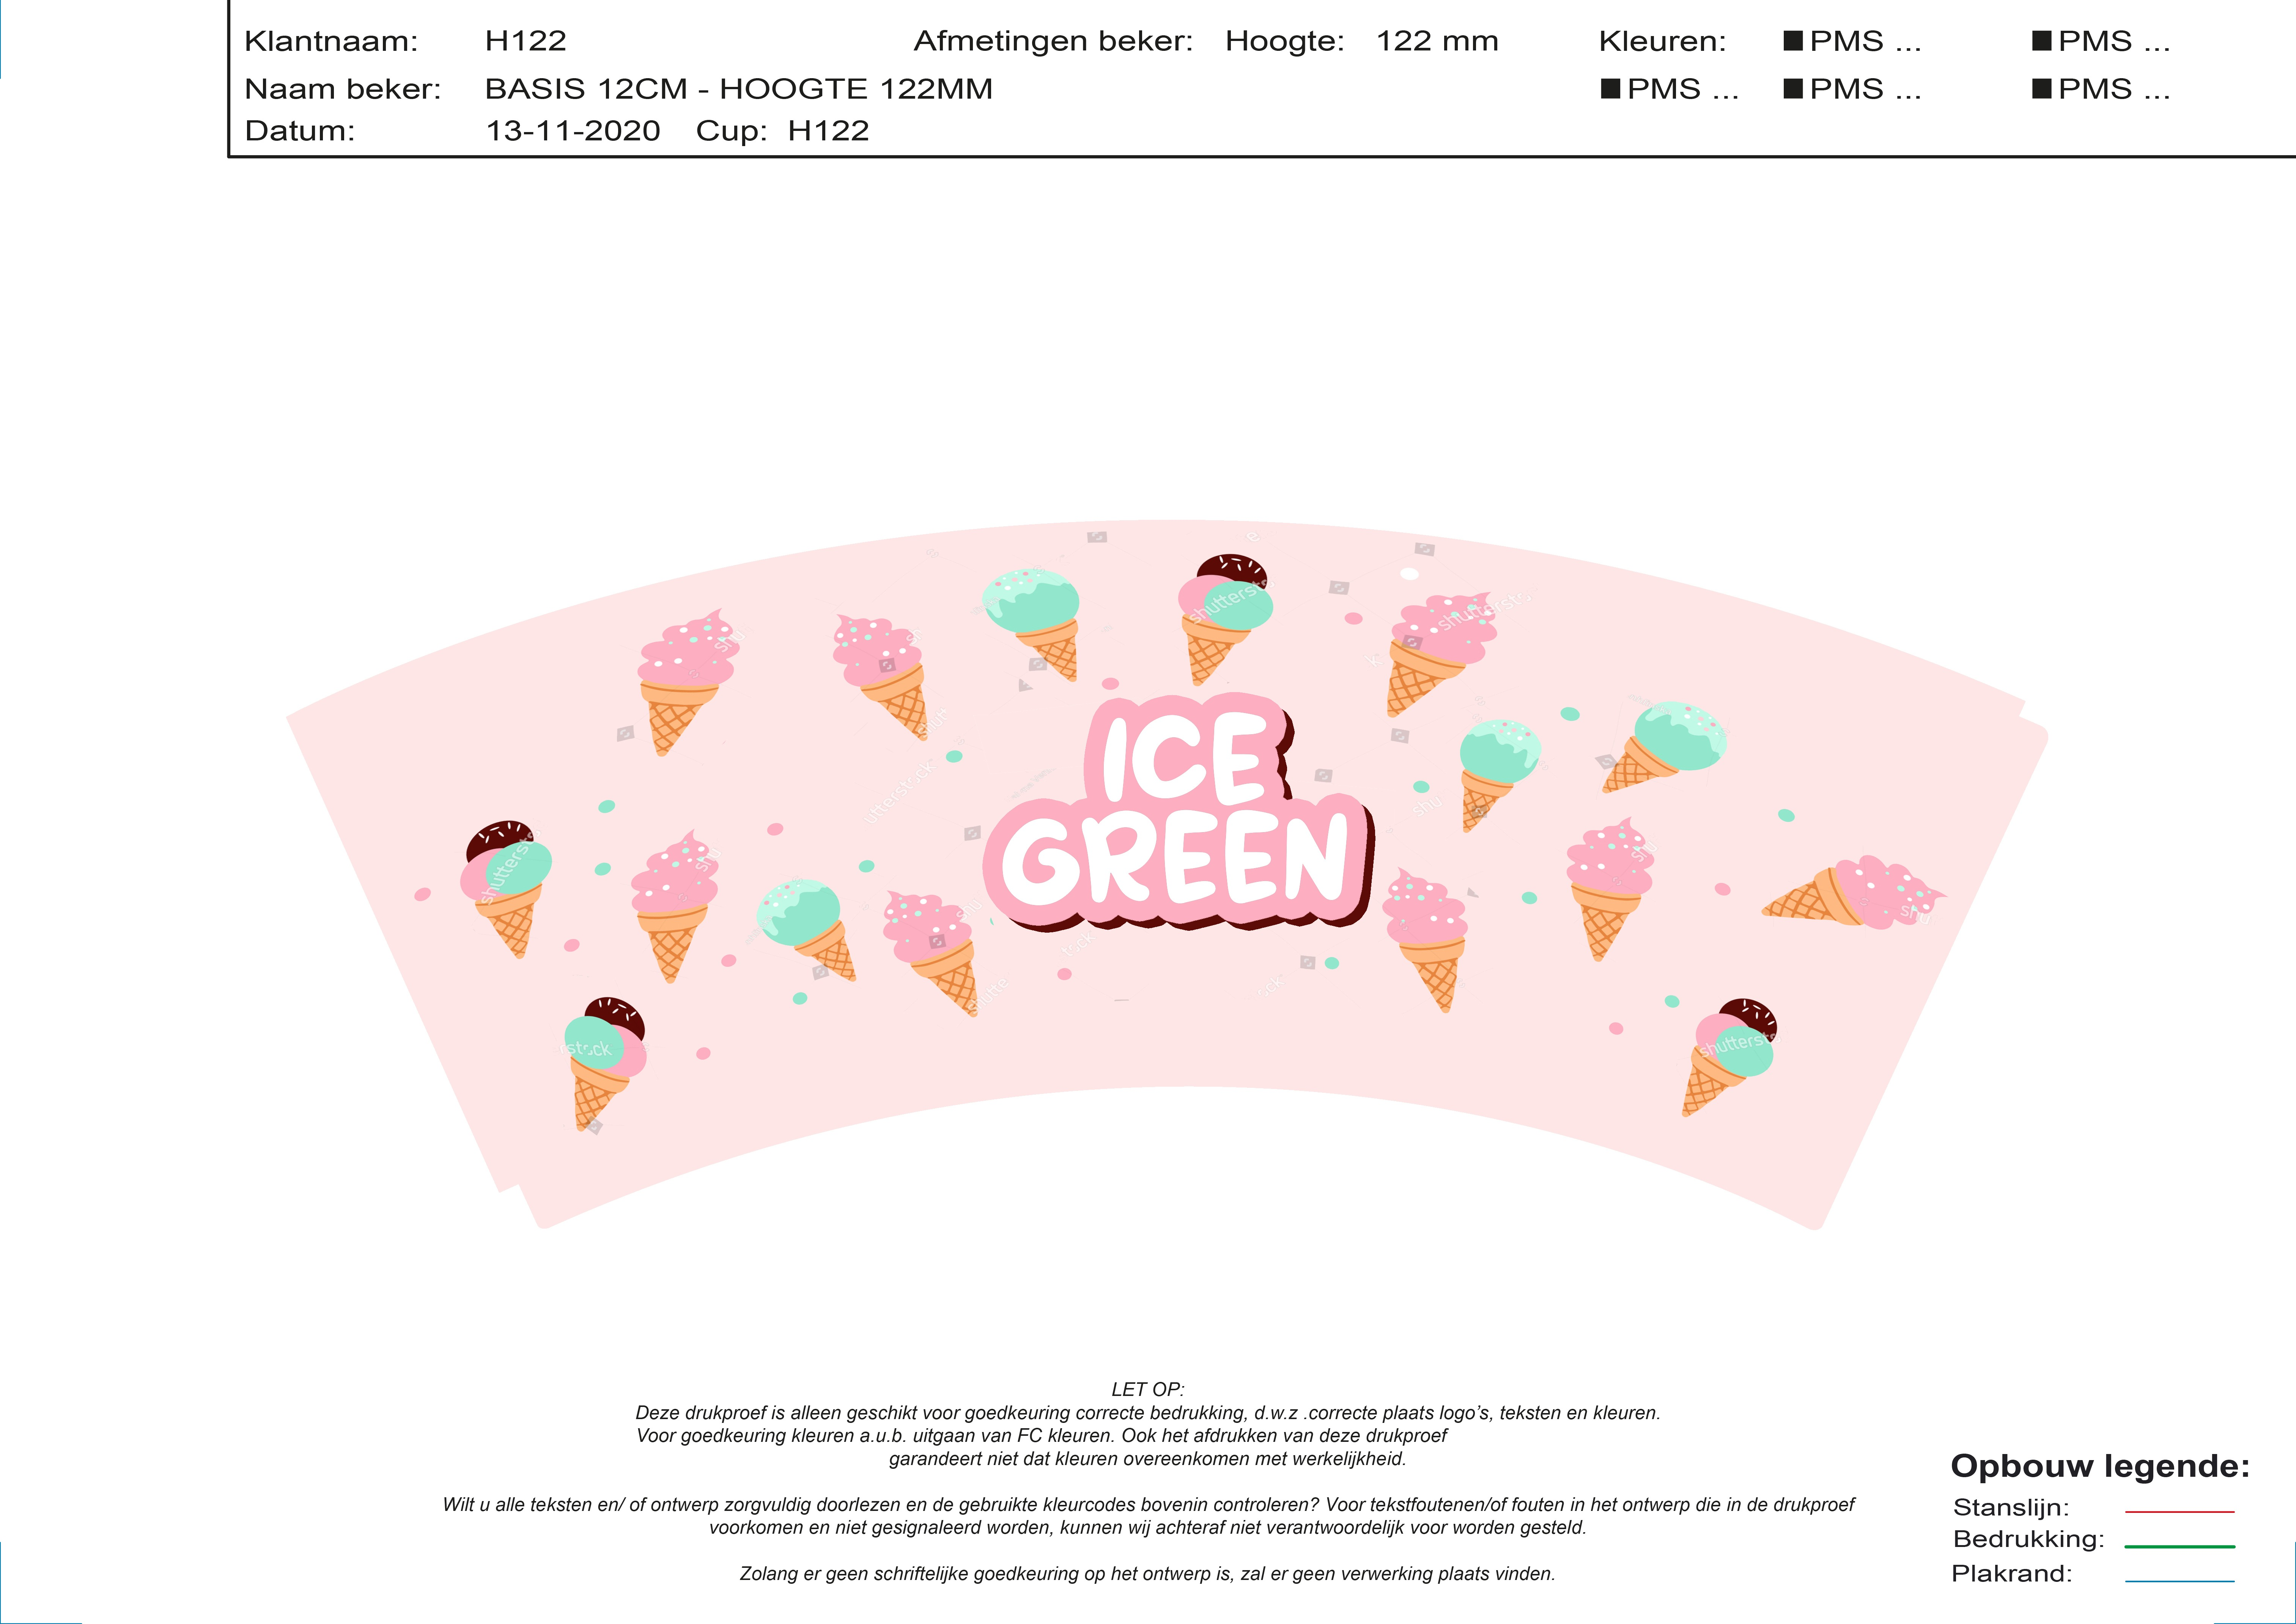 Klantnaam: H122 Afmetingen beker: Hoogte: 122 mm Kleuren: PMS ... PMS ...
Naam beker: BASIS 12CM - HOOGTE 122MM PMS ... PMS ... PMS ...
Datum: 13-11-2020 Cup: H122
ICE
GREEN
LET OP:
Deze drukproef is alleen geschikt voor goedkeuring correcte bedrukking, d.w.z .correcte plaats logo's, teksten en kleuren.
Voor goedkeuring kleuren a.u.b. uitgaan van FC kleuren. Ook het afdrukken van deze drukproef
garandeert niet dat kleuren overeenkomen met werkelijkheid.
Wilt u alle teksten en/ of ontwerp zorgvuldig doorlezen en de gebruikte kleurcodes bovenin controleren? Voor tekstfoutenen/of fouten in het ontwerp die in de drukproef
voorkomen en niet gesignaleerd worden, kunnen wij achteraf niet verantwoordelijk voor worden gesteld.
Zolang er geen schriftelijke goedkeuring op het ontwerp is, zal er geen verwerking plaats vinden.
Opbouw legende:
Stanslijn:
Bedrukking:
Plakrand: